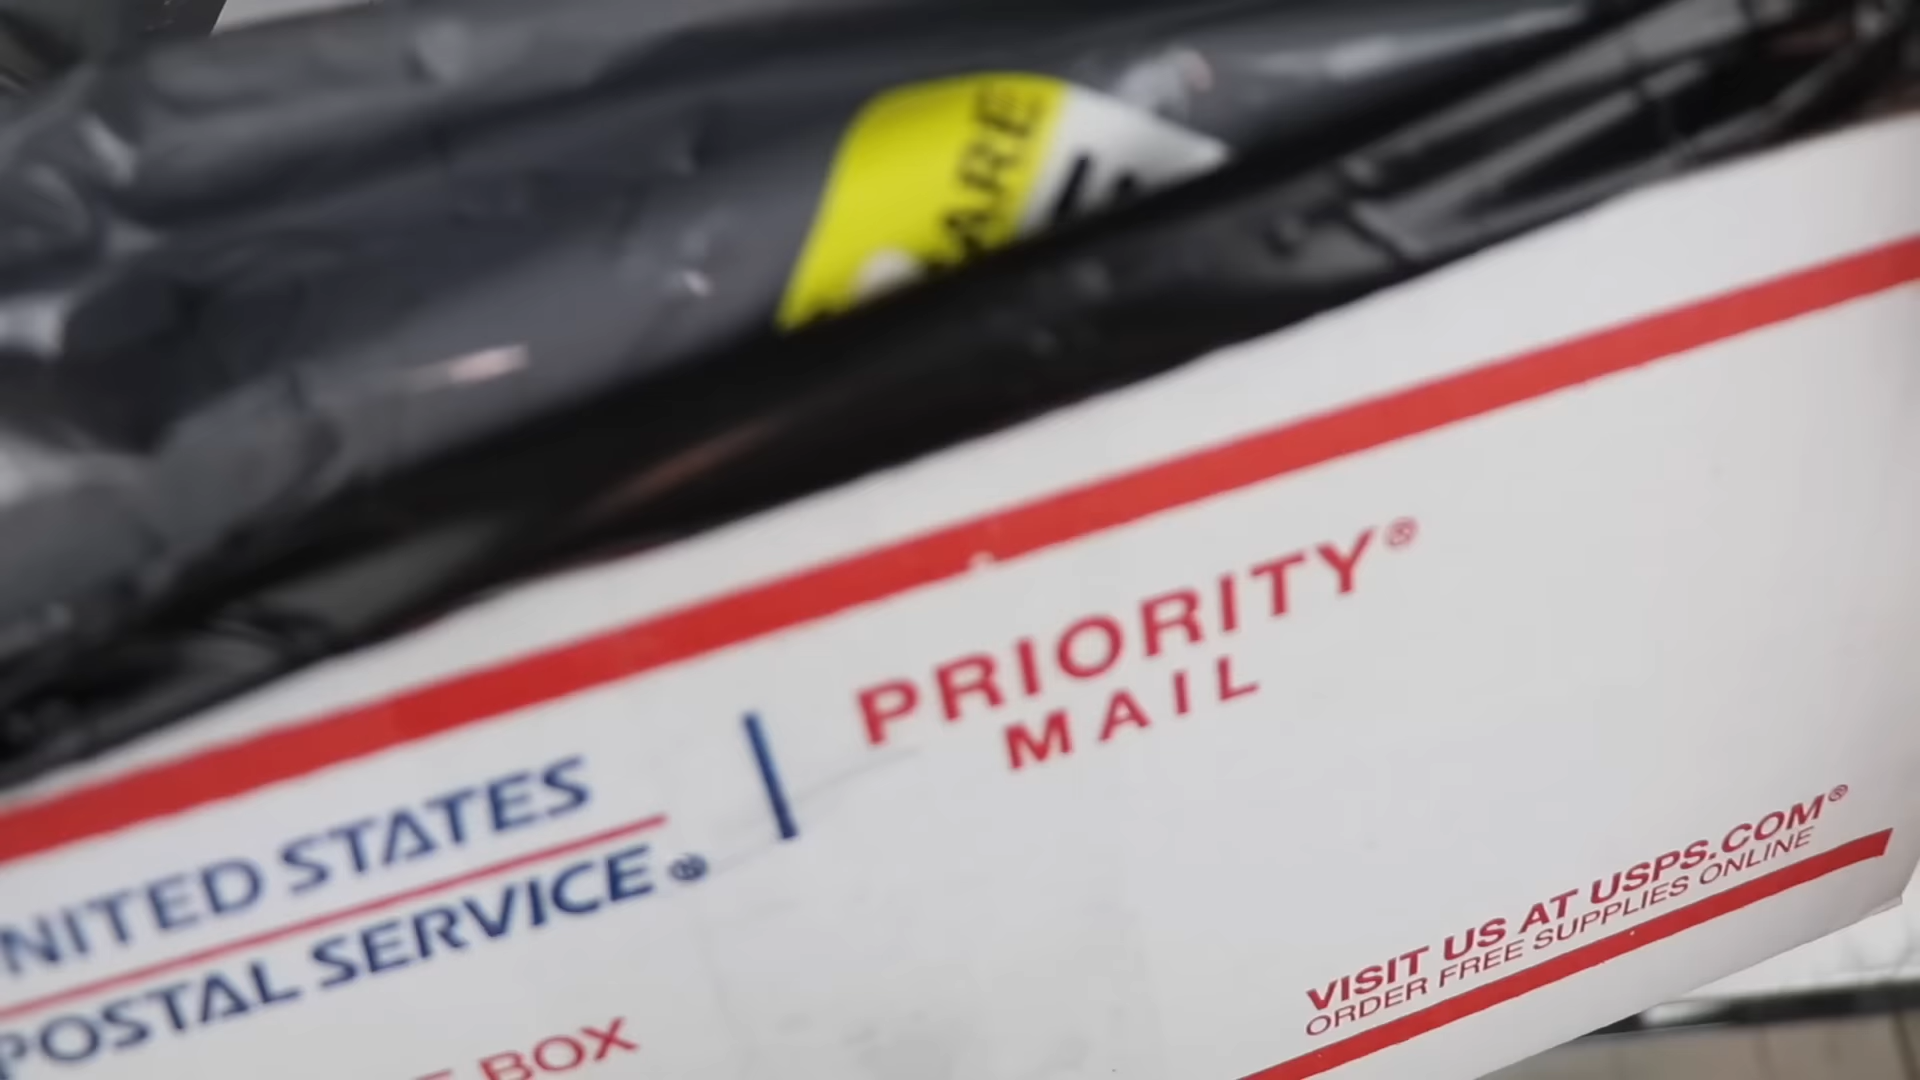 PRIORITY®
MAIL
NITED STATES
POSTAL SERVICE®
BOX
VISIT US AT USPS.COM®
ORDER FREE SUPPLIES ONLINE